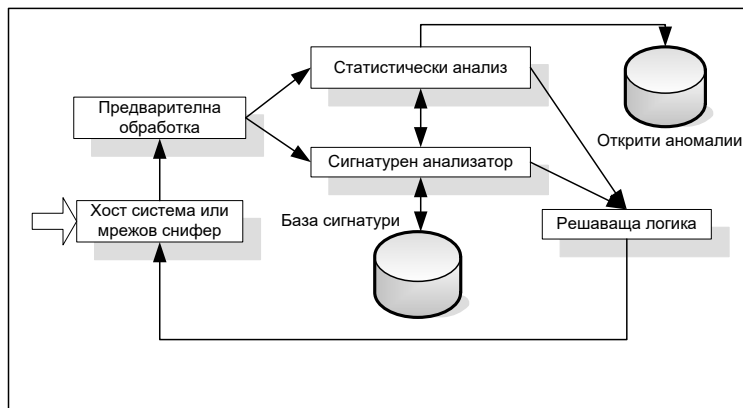 Статистически анализ
Предварителна
обработка
Открити аномалии
Сигнатурен анализатор
Хост система или
мрежов снифер
База сигнатури
Решаваща логика